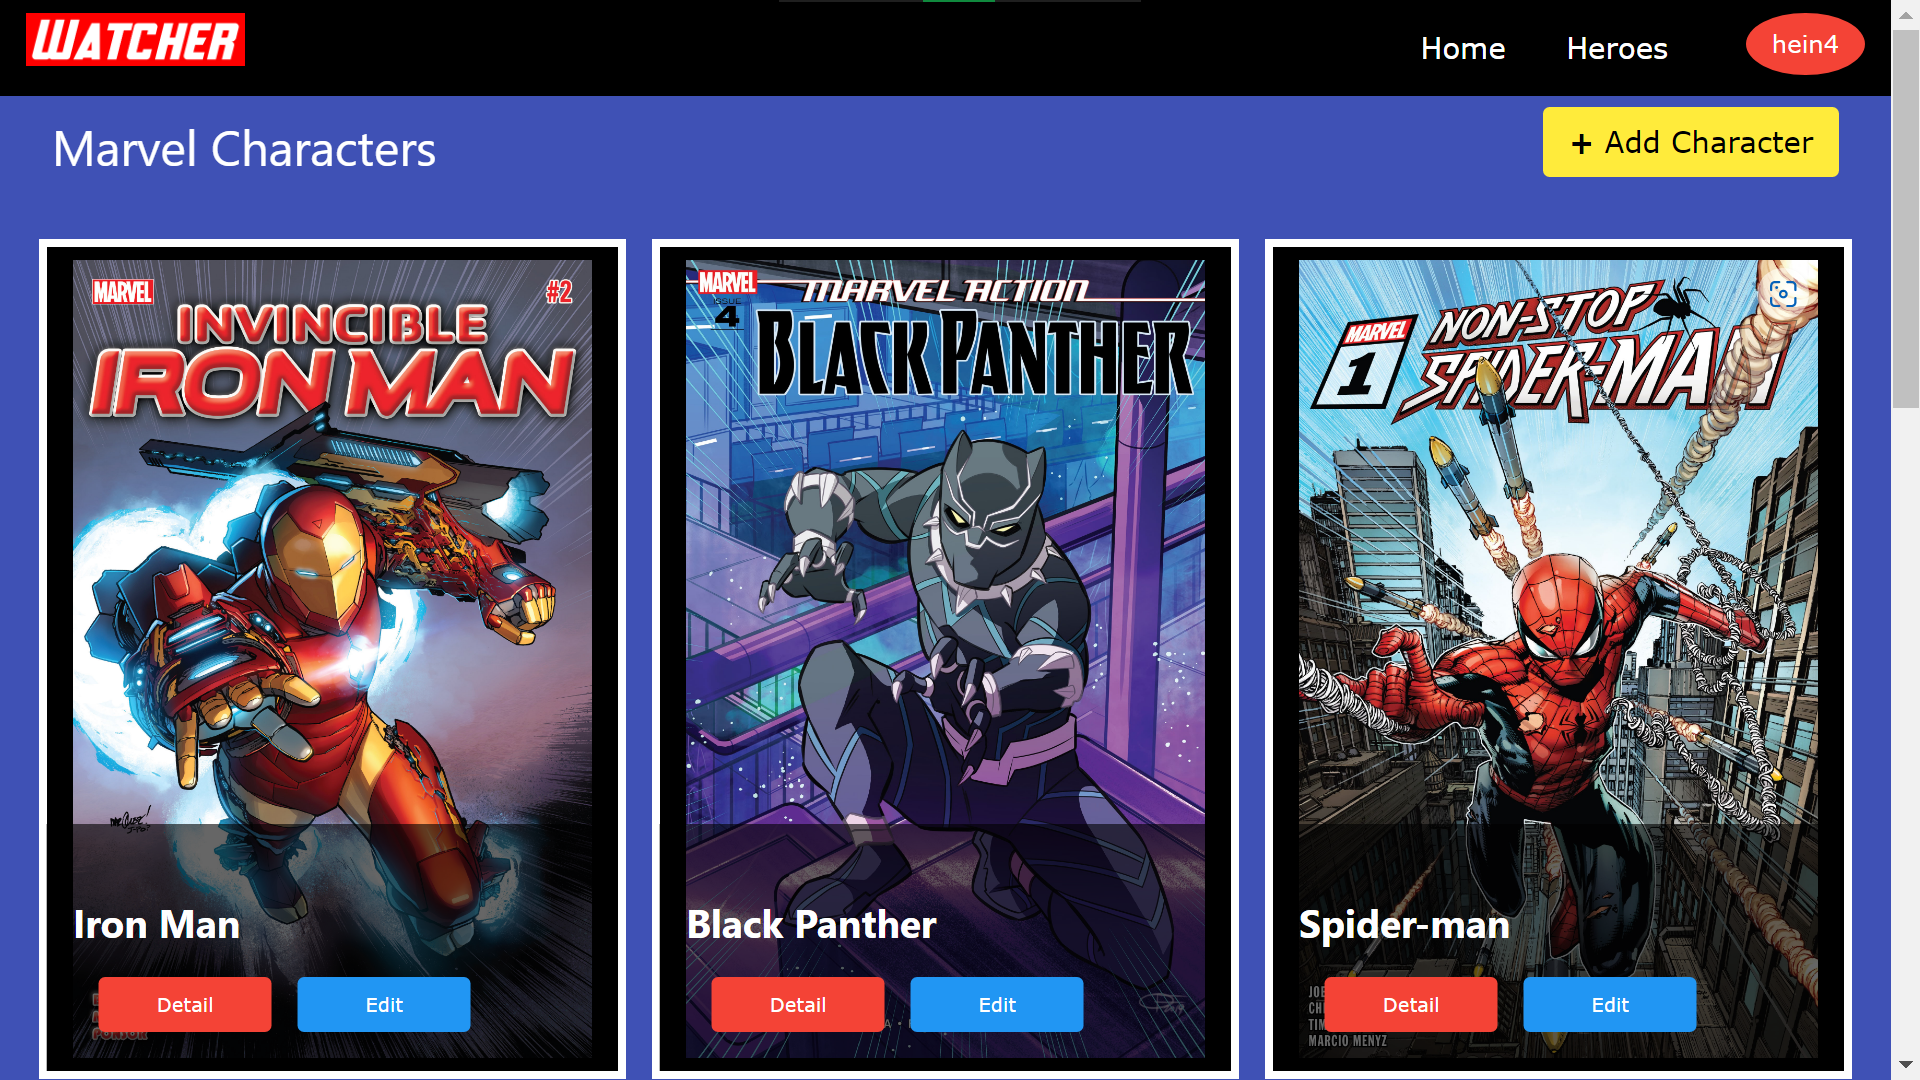 WATCHER
Home
Heroes
hein4
Marvel Characters
+ Add Character
MARVEL
#2
INVINCIBLE
IRON MAN
Iron Man
Detail
Edit
MARVEL
ISSUE
4
MARVEL ACTION
BLACK PANTHER
Black Panther
Detail
Edit
MARVEL
1
NON-STOP
SPIDER-MAN
Spider-man
Detail
Edit
MARCIO MENYZ